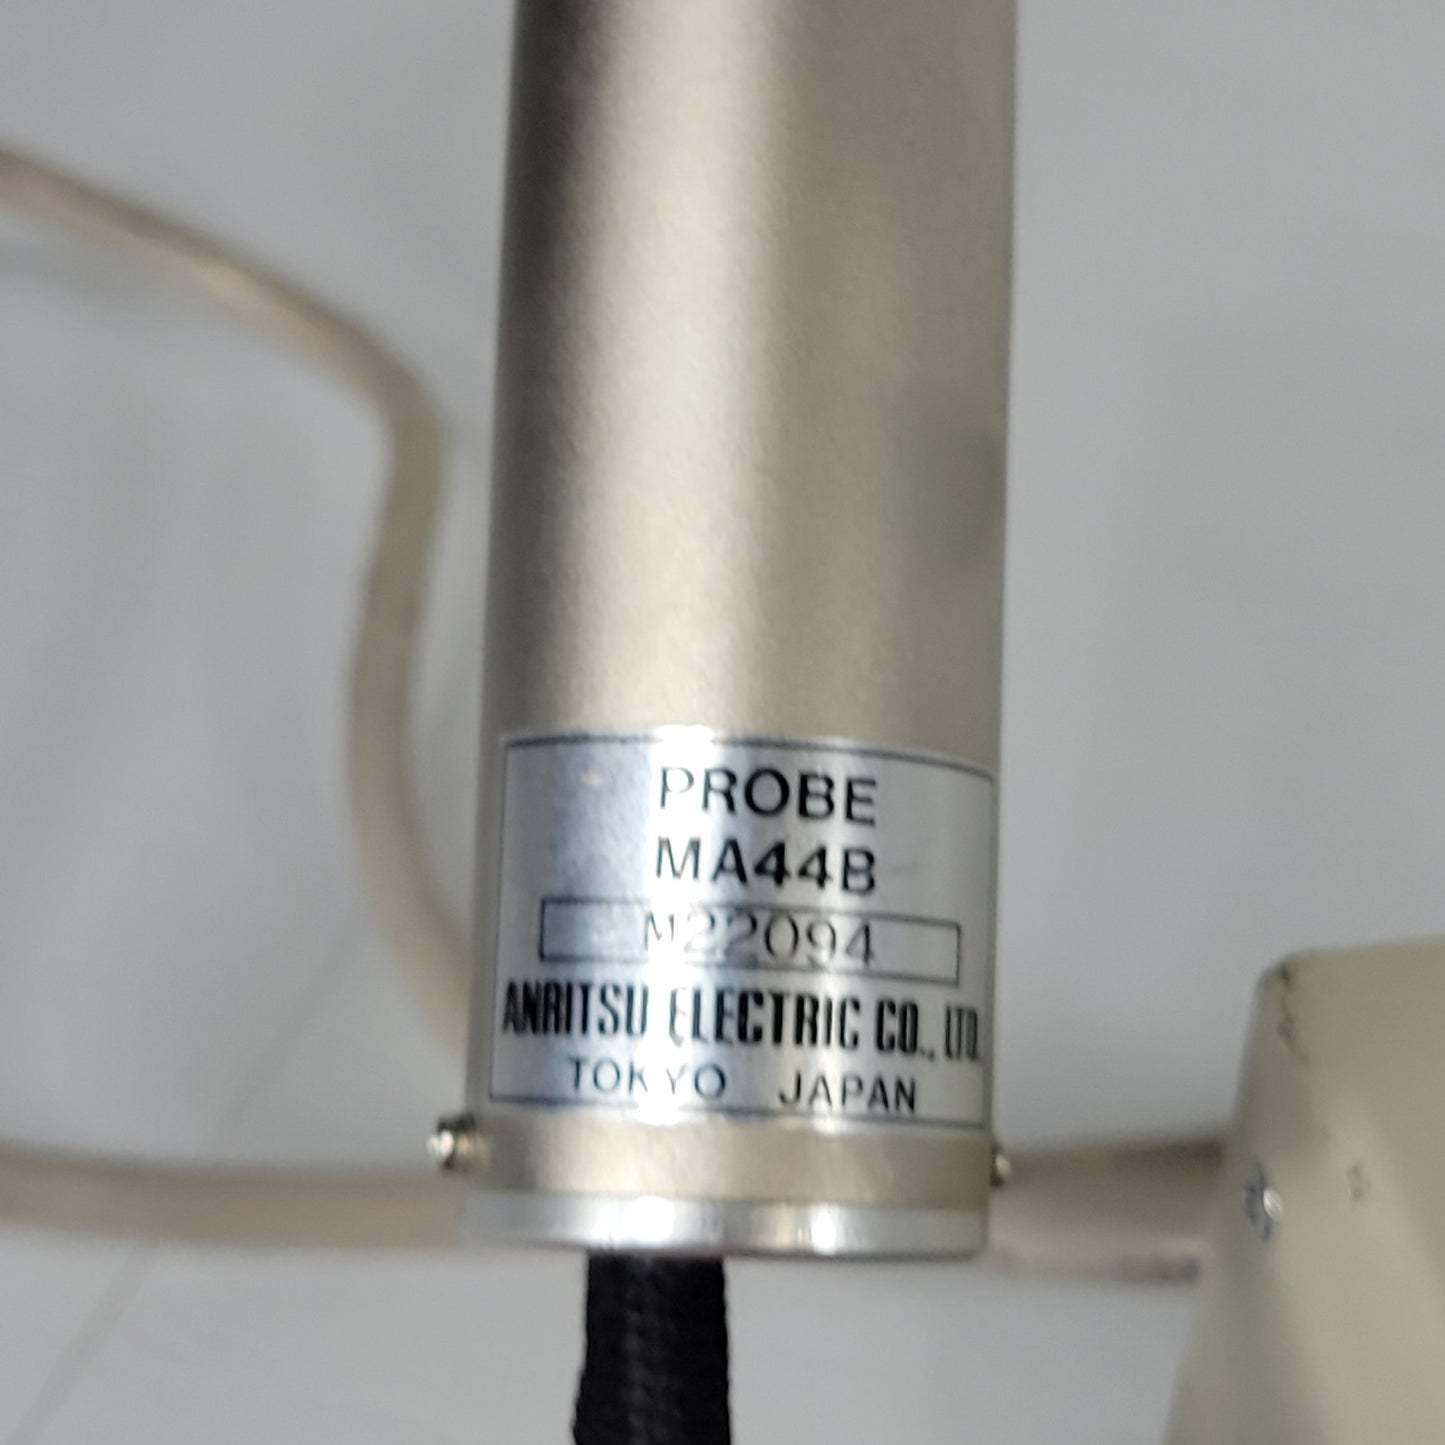 PROBE
MA44B
M22094
ANRITSU ELECTRIC CO., LTD.
TOKYO JAPAN